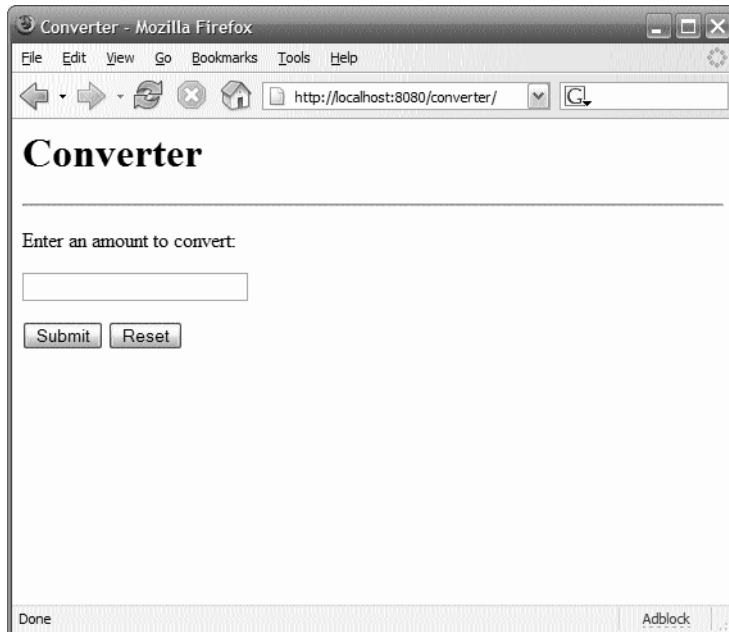 Converter - Mozilla Firefox
File Edit View Go Bookmarks Tools Help
http://localhost:8080/converter/ G
Converter
Enter an amount to convert:
Submit Reset
Done Adblock